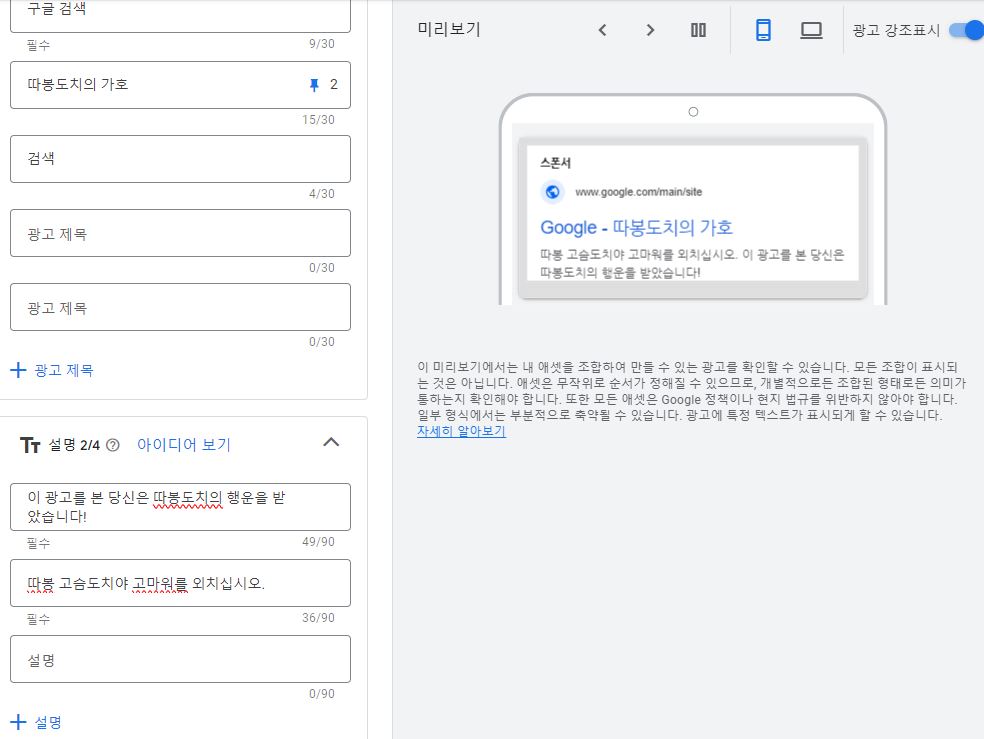 구글 검색
필수
9/30
따봉도치의 가호
2
15/30
검색
4/30
광고 제목
0/30
광고 제목
0/30
+ 광고 제목
설명 2/4
아이디어 보기
이 광고를 본 당신은 따봉도치의 행운을 받
았습니다!
필수
49/90
따봉 고슴도치야 고마워를 외치십시오.
필수
36/90
설명
0/90
+ 설명
미리보기
광고 강조표시
스폰서
www.google.com/main/site
Google - 따봉도치의 가호
따봉 고슴도치야 고마워를 외치십시오. 이 광고를 본 당신은
따봉도치의 행운을 받았습니다!
이 미리보기에서는 내 애셋을 조합하여 만들 수 있는 광고를 확인할 수 있습니다. 모든 조합이 표시되
는 것은 아닙니다. 애셋은 무작위로 순서가 정해질 수 있으므로, 개별적으로든 조합된 형태로든 의미가
통하는지 확인해야 합니다. 또한 모든 애셋은 Google 정책이나 현지 법규를 위반하지 않아야 합니다.
일부 형식에서는 부분적으로 축약될 수 있습니다. 광고에 특정 텍스트가 표시되게 할 수 있습니다.
자세히 알아보기